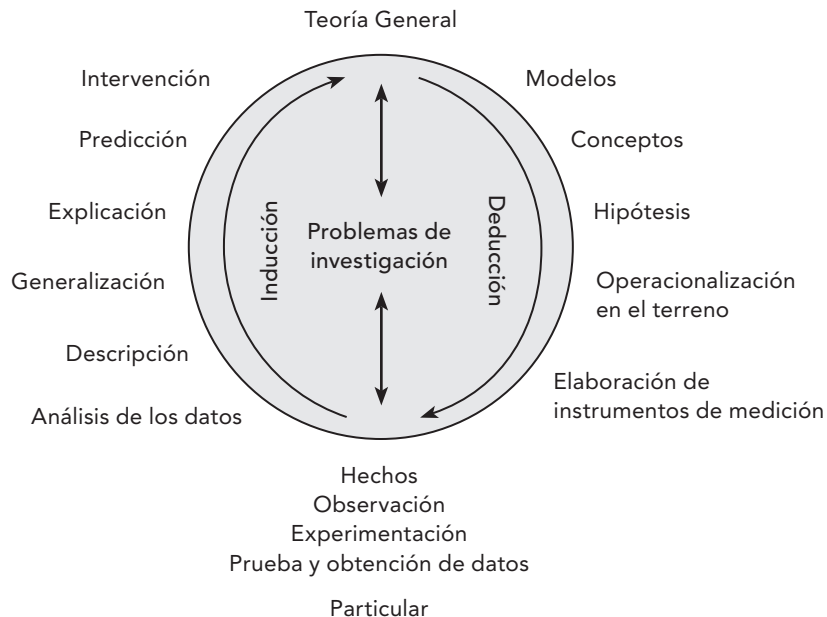 Teoría General
Intervención
Modelos
Predicción
Conceptos
Explicación
Hipótesis
Inducción
Problemas de
investigación
Deducción
Generalización
Operacionalización
en el terreno
Descripción
Elaboración de
instrumentos de medición
Análisis de los datos
Hechos
Observación
Experimentación
Prueba y obtención de datos
Particular